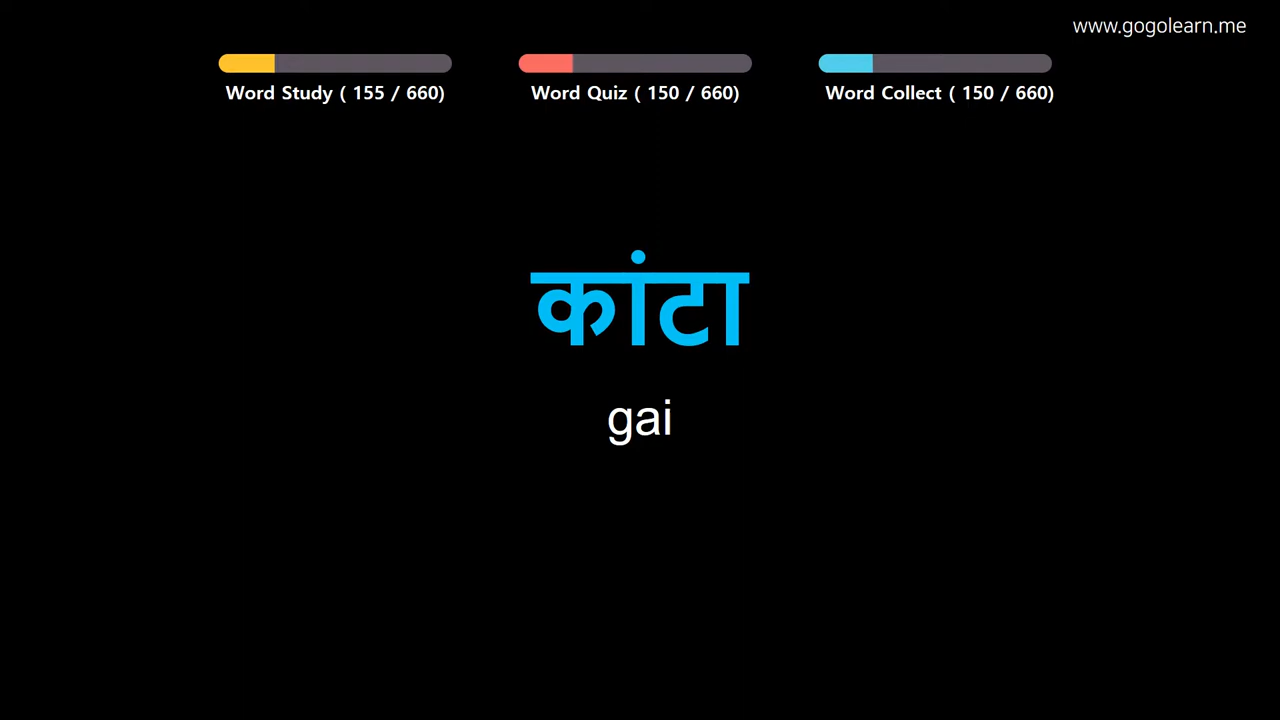 www.gogolearn.me
Word Study ( 155 / 660)
Word Quiz ( 150 / 660)
Word Collect ( 150 / 660)
कांटा
gai